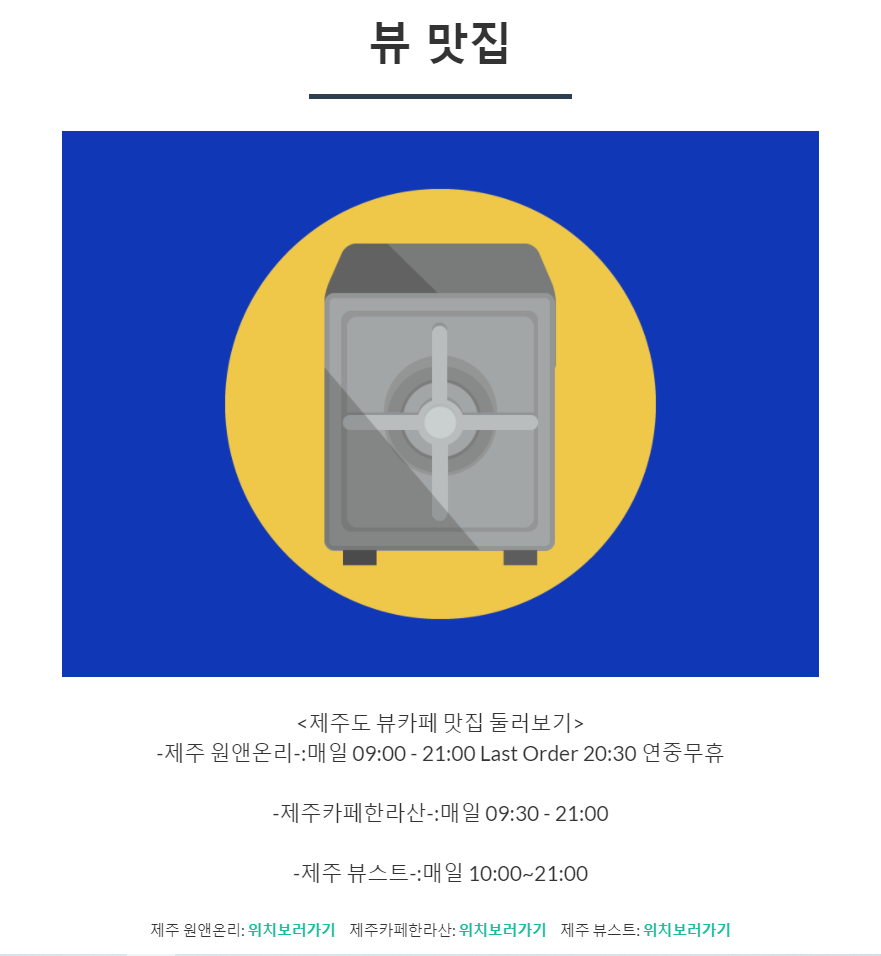 뷰 맛집
<제주도 뷰카페 맛집 둘러보기>
-제주 원앤온리-:매일 09:00 - 21:00 Last Order 20:30 연중무휴
-제주카페한라산-:매일 09:30 - 21:00
-제주 뷰스트-:매일 10:00~21:00
제주 원앤온리: 위치보러가기 제주카페한라산: 위치보러가기 제주 뷰스트: 위치보러가기